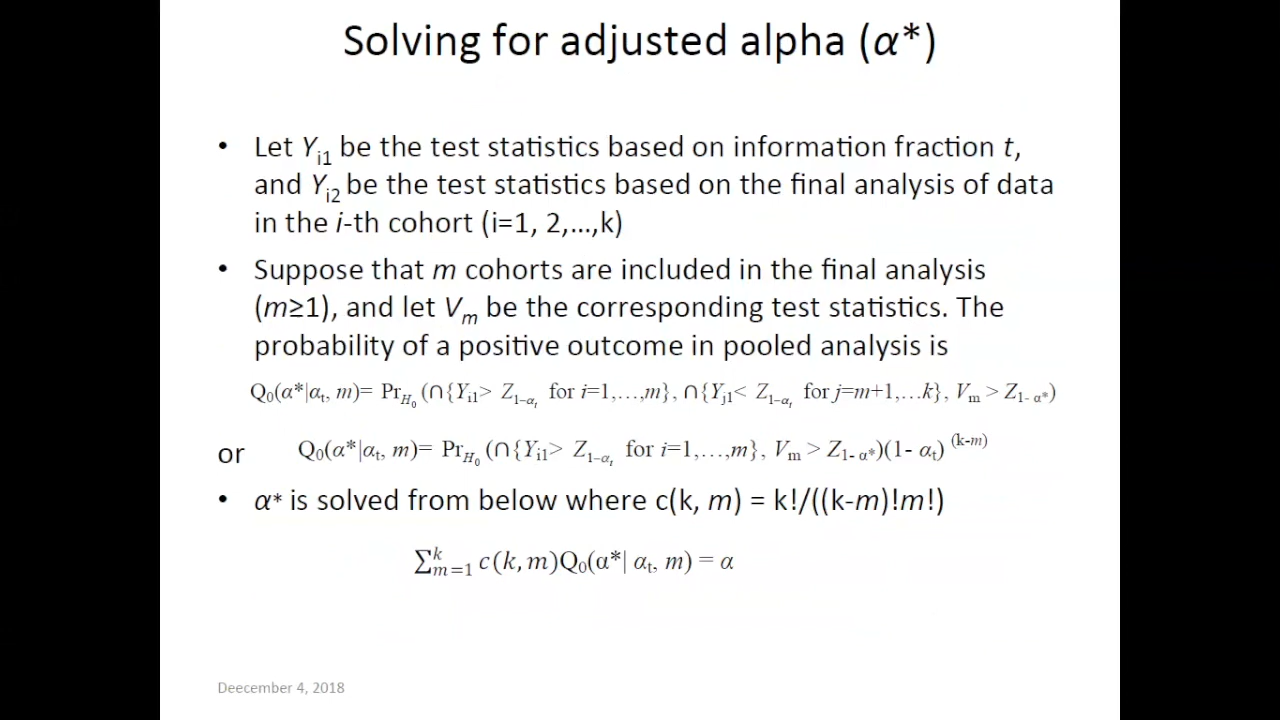 Solving for adjusted alpha (α*)
• Let Yi1 be the test statistics based on information fraction t,
and Yi2 be the test statistics based on the final analysis of data
in the i-th cohort (i=1, 2,...,k)
• Suppose that m cohorts are included in the final analysis
(m≥1), and let Vm be the corresponding test statistics. The
probability of a positive outcome in pooled analysis is
Q0(α*|αt, m)= PrH0 (∩{Yi1> Z1−αt for i=1,...,m}, ∩{Yj1< Z1−αt for j=m+1,...k}, Vm > Z1- α*)
or Q0(α*|αt, m)= PrH0 (∩{Yi1> Z1−αt for i=1,...,m}, Vm > Z1- α*)(1- αt) (k-m)
• α* is solved from below where c(k, m) = k!/((k-m)!m!)
∑km=1 c(k, m)Q0(α*| αt, m) = α
Deecember 4, 2018